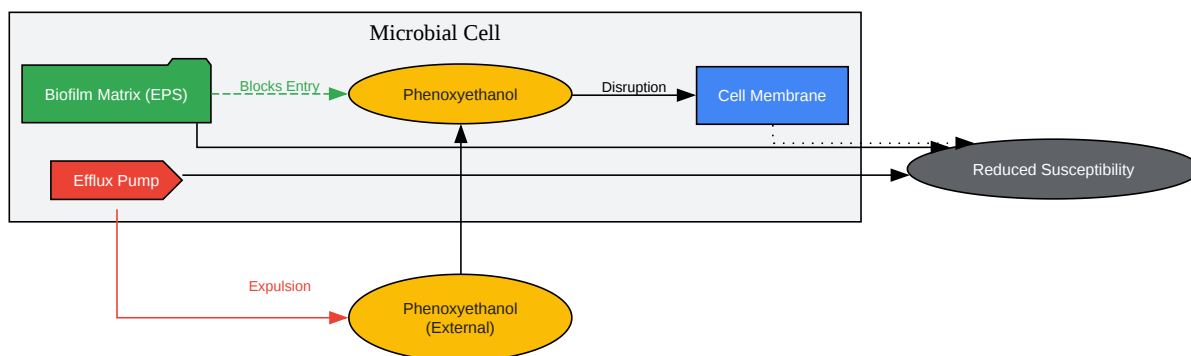 Microbial Cell
Biofilm Matrix (EPS)
Blocks Entry
Phenoxyethanol
Disruption
Cell Membrane
Efflux Pump
Reduced Susceptibility
Expulsion
Phenoxyethanol
(External)